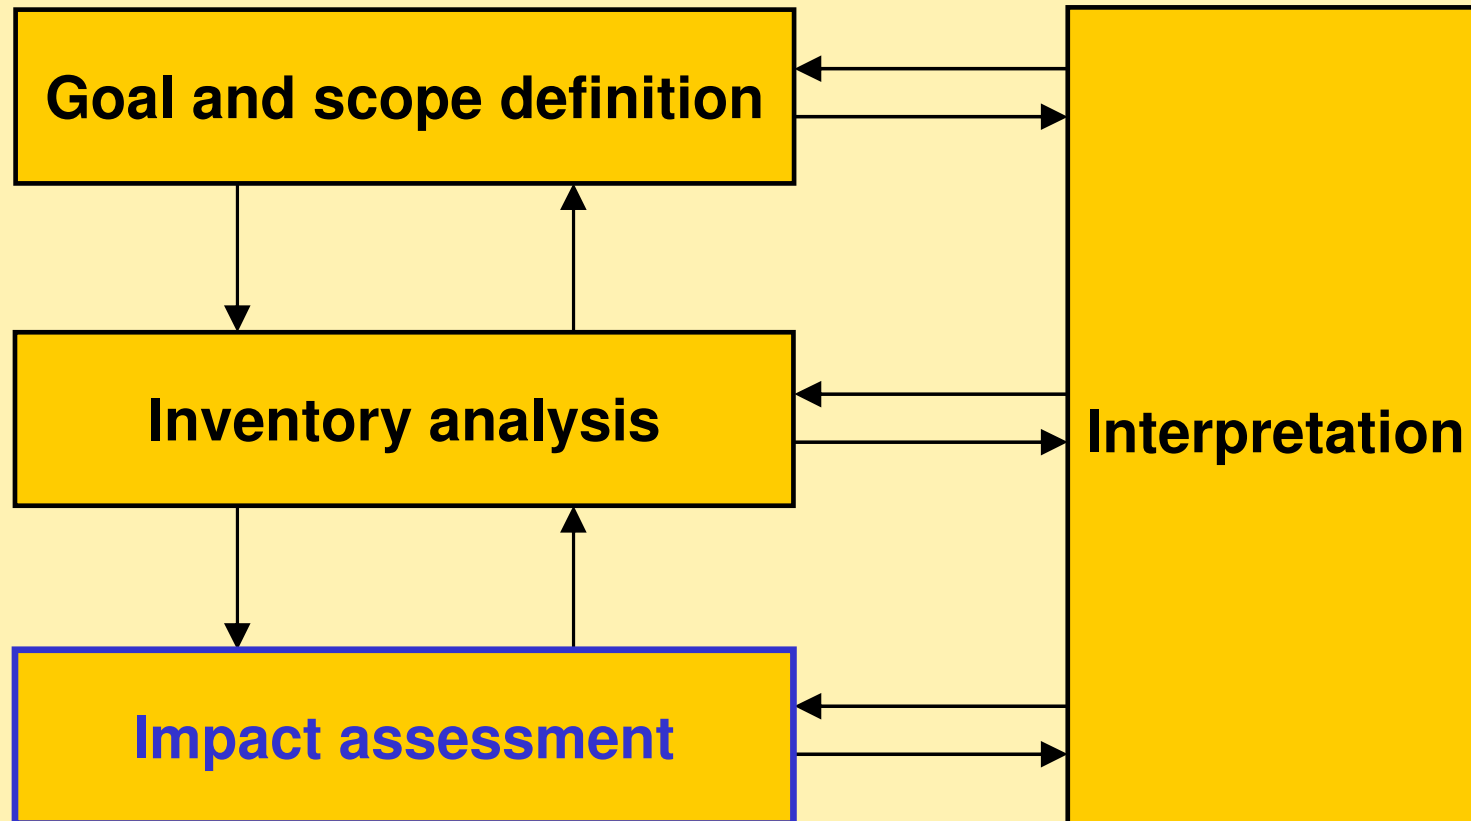 Goal and scope definition
Inventory analysis
Interpretation
Impact assessment